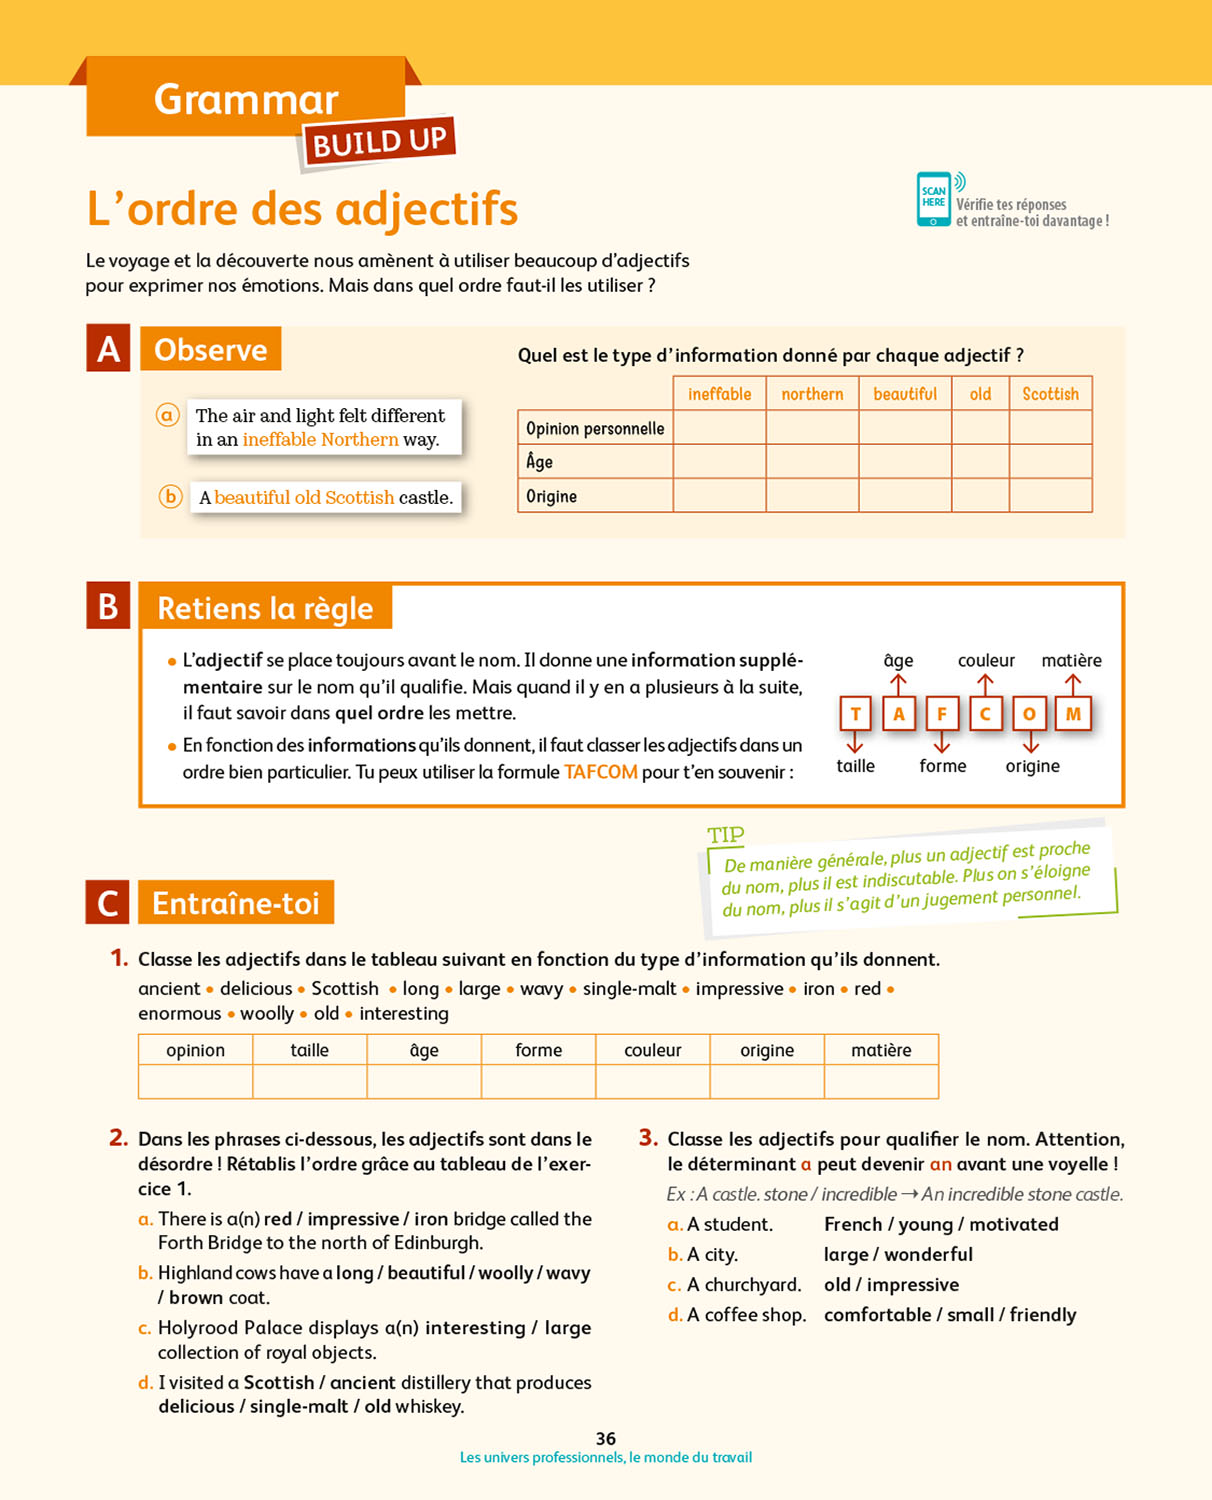 Grammar
BUILD UP
L'ordre des adjectifs
SCAN
HERE
Vérifie tes réponses
et entraîne-toi davantage !
Le voyage et la découverte nous amènent à utiliser beaucoup d'adjectifs
pour exprimer nos émotions. Mais dans quel ordre faut-il les utiliser ?
A Observe
a The air and light felt different
in an ineffable Northern way.
b A beautiful old Scottish castle.
Quel est le type d'information donné par chaque adjectif ?
ineffable northern beautiful old Scottish
Opinion personnelle
Âge
Origine
B Retiens la règle
• L'adjectif se place toujours avant le nom. Il donne une information supplé-
mentaire sur le nom qu'il qualifie. Mais quand il y en a plusieurs à la suite,
il faut savoir dans quel ordre les mettre.
• En fonction des informations qu'ils donnent, il faut classer les adjectifs dans un
ordre bien particulier. Tu peux utiliser la formule TAFCOM pour t'en souvenir :
âge couleur matière
T A F C O M
taille forme origine
TIP
De manière générale, plus un adjectif est proche
du nom, plus il est indiscutable. Plus on s'éloigne
du nom, plus il s'agit d'un jugement personnel.
C Entraîne-toi
1. Classe les adjectifs dans le tableau suivant en fonction du type d'information qu'ils donnent.
ancient • delicious • Scottish • long • large • wavy • single-malt • impressive • iron • red •
enormous • woolly • old • interesting
opinion taille âge forme couleur origine matière
2. Dans les phrases ci-dessous, les adjectifs sont dans le
désordre ! Rétablis l'ordre grâce au tableau de l'exer-
cice 1.
a. There is a(n) red / impressive / iron bridge called the
Forth Bridge to the north of Edinburgh.
b. Highland cows have a long / beautiful / woolly / wavy
/ brown coat.
c. Holyrood Palace displays a(n) interesting / large
collection of royal objects.
d. I visited a Scottish / ancient distillery that produces
delicious / single-malt / old whiskey.
3. Classe les adjectifs pour qualifier le nom. Attention,
le déterminant a peut devenir an avant une voyelle !
Ex : A castle. stone / incredible → An incredible stone castle.
a. A student. French / young / motivated
b. A city. large / wonderful
c. A churchyard. old / impressive
d. A coffee shop. comfortable / small / friendly
36
Les univers professionnels, le monde du travail